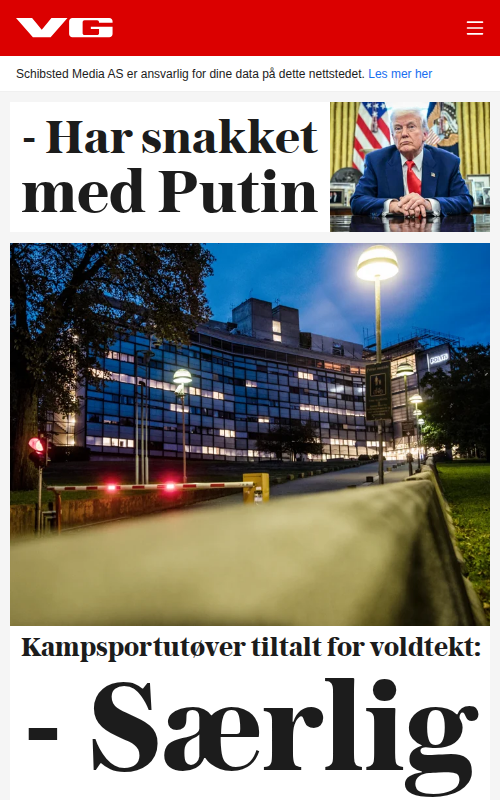 VG
Schibsted Media AS er ansvarlig for dine data på dette nettstedet. Les mer her
- Har snakket
med Putin
Kampsportutøver tiltalt for voldtekt:
- Særlig